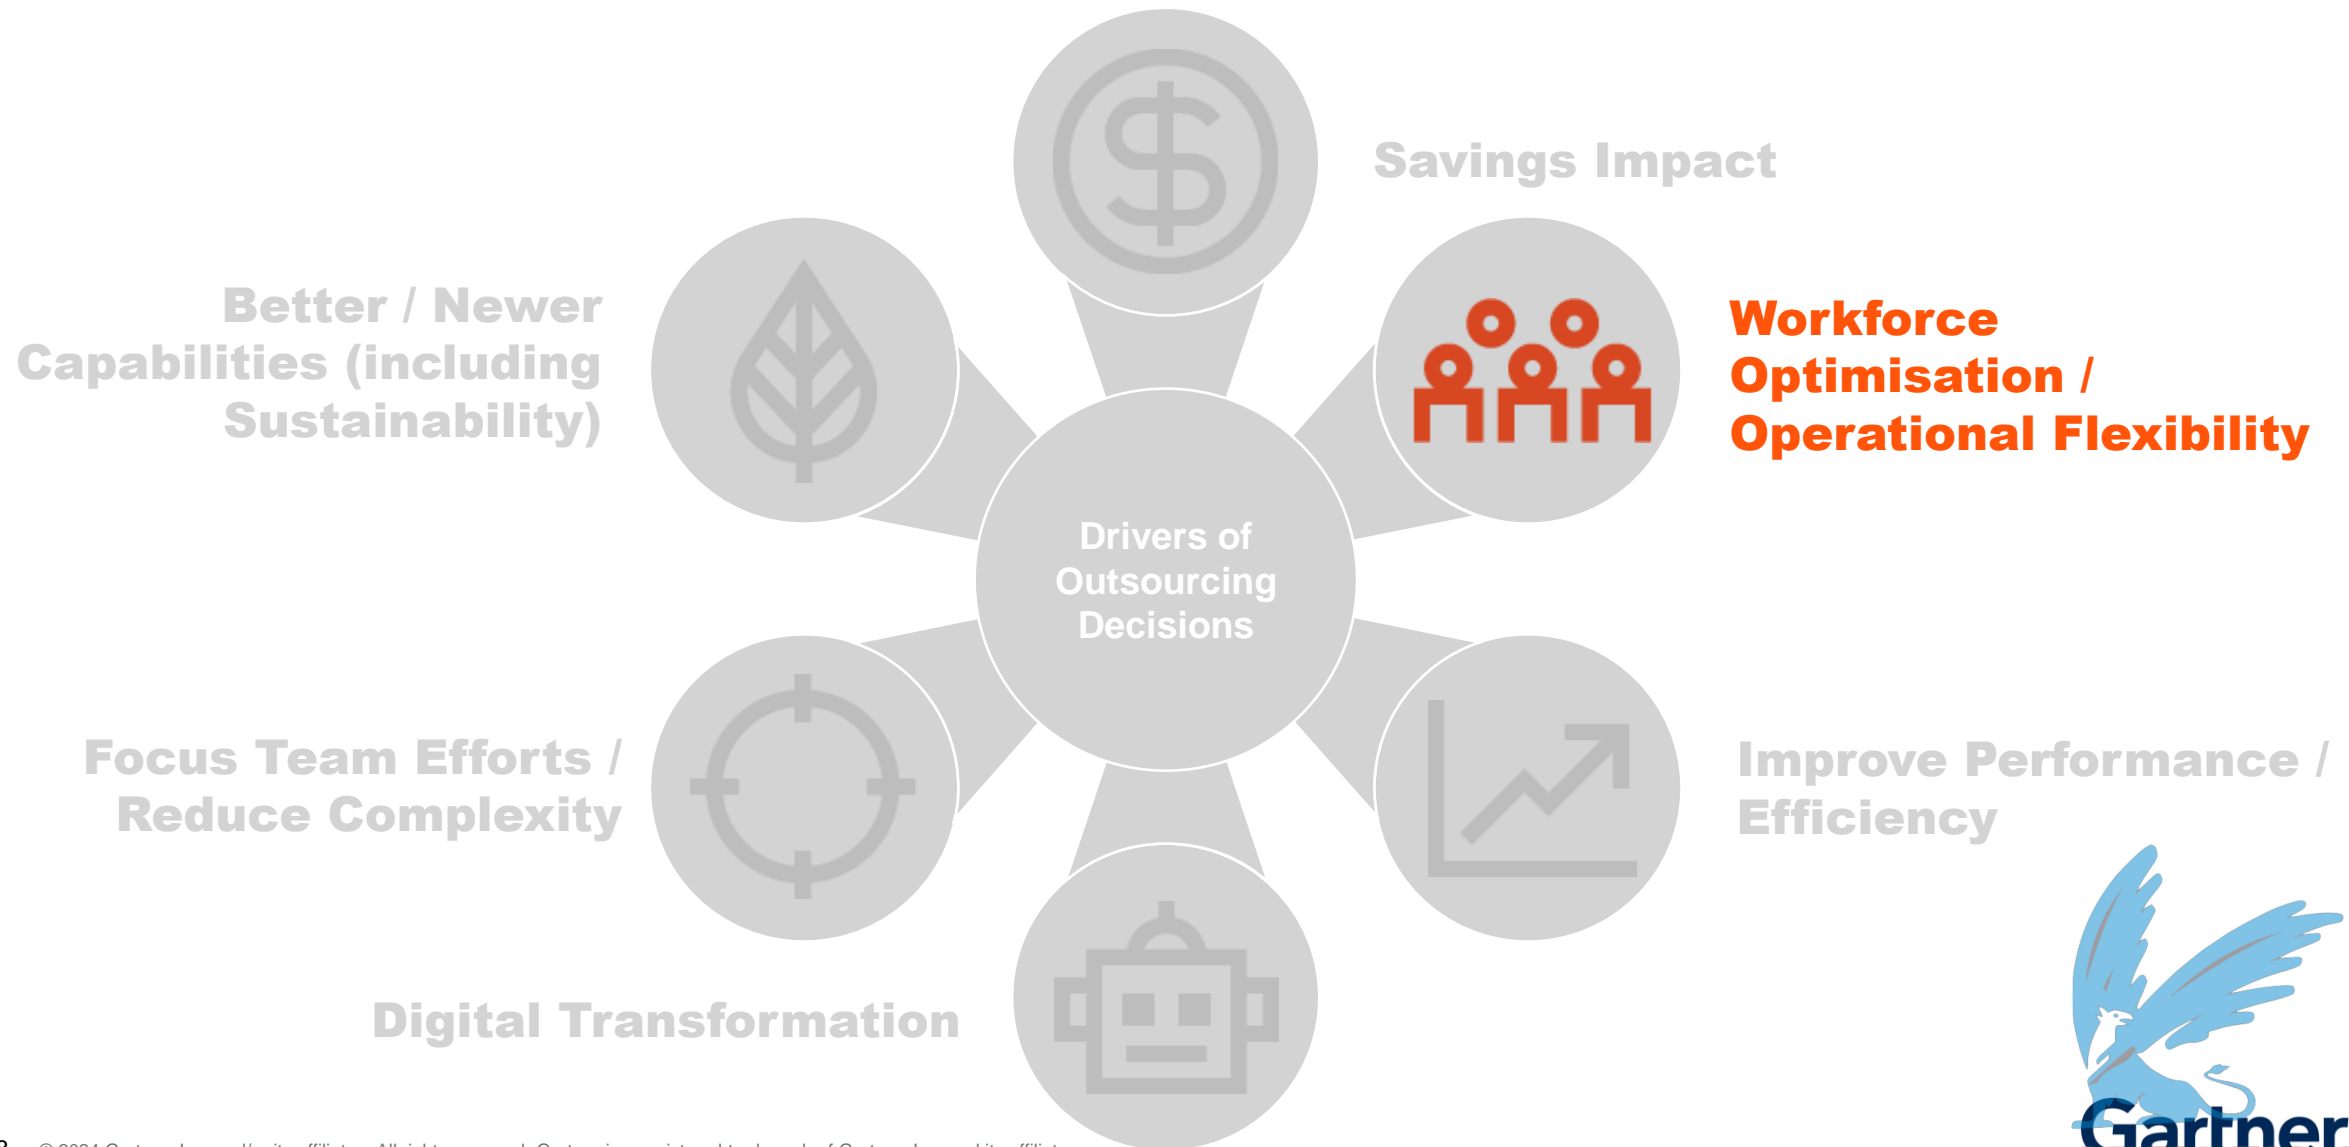 Savings Impact
Better / Newer
Capabilities (including
Sustainability)
Workforce
Optimisation /
Operational Flexibility
Drivers of
Outsourcing
Decisions
Focus Team Efforts /
Reduce Complexity
Improve Performance /
Efficiency
Digital Transformation
Gartner